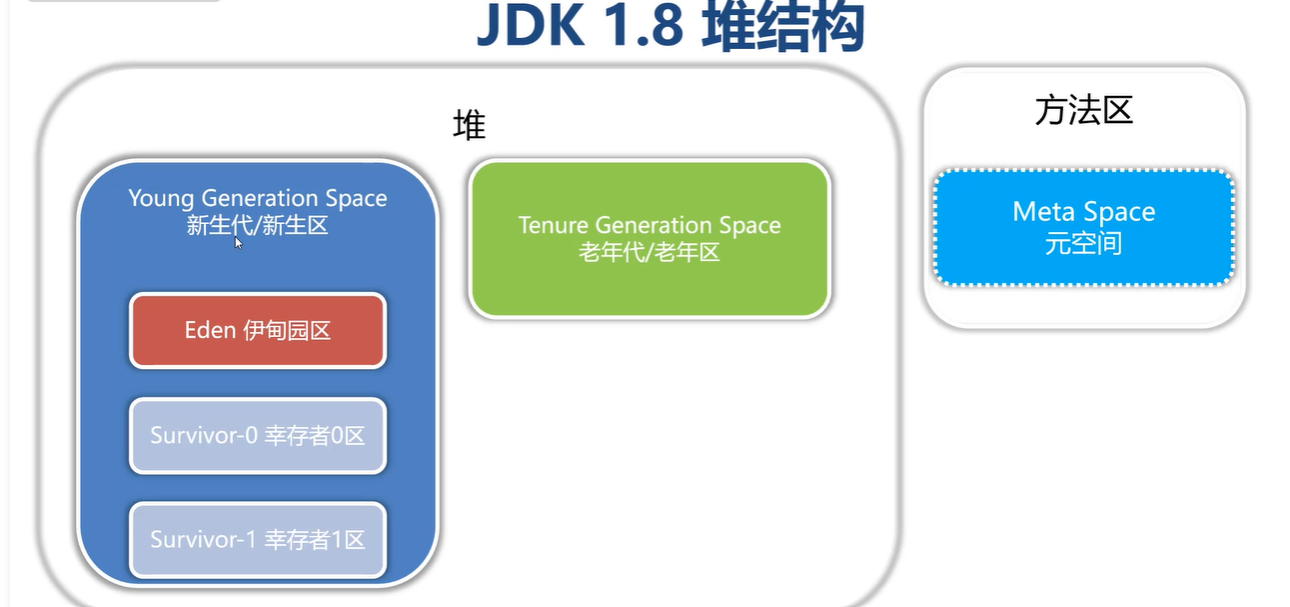 JDK 1.8 堆结构
堆
Young Generation Space
新生代/新生区
Eden 伊甸园区
Survivor-0 幸存者0区
Survivor-1 幸存者1区
Tenure Generation Space
老年代/老年区
方法区
Meta Space
元空间